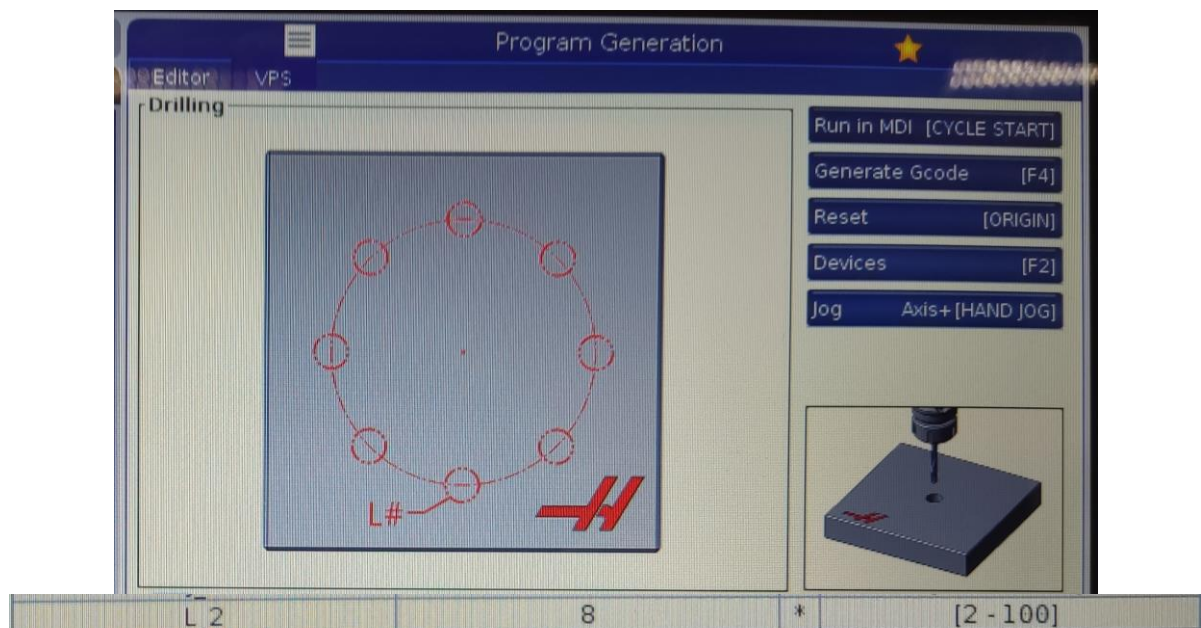 Program Generation
Editor VPS
Drilling
Run in MDI [CYCLE START]
Generate Gcode [F4]
Reset [ORIGIN]
Devices [F2]
Jog Axis+[HAND JOG]
L#
L 2 8 * [2 - 100]